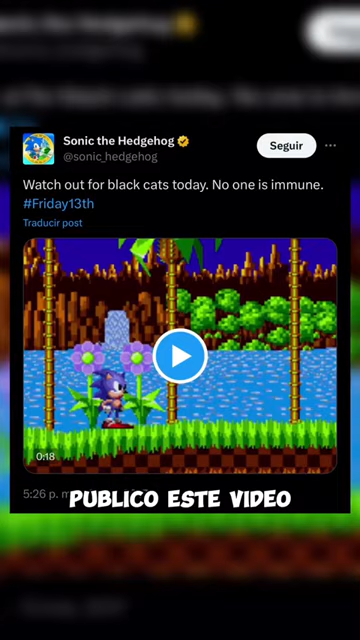 Sonic the Hedgehog
@sonic_hedgehog
Seguir
Watch out for black cats today. No one is immune.
#Friday13th
Traducir post
0:18
5:26 p.
PUBLICO ESTE VIDEO